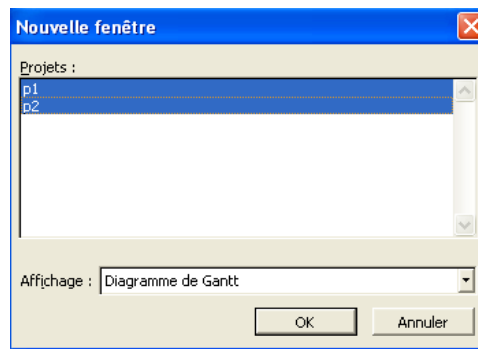 Nouvelle fenêtre
Projets :
p1
p2
Affichage : Diagramme de Gantt
OK Annuler